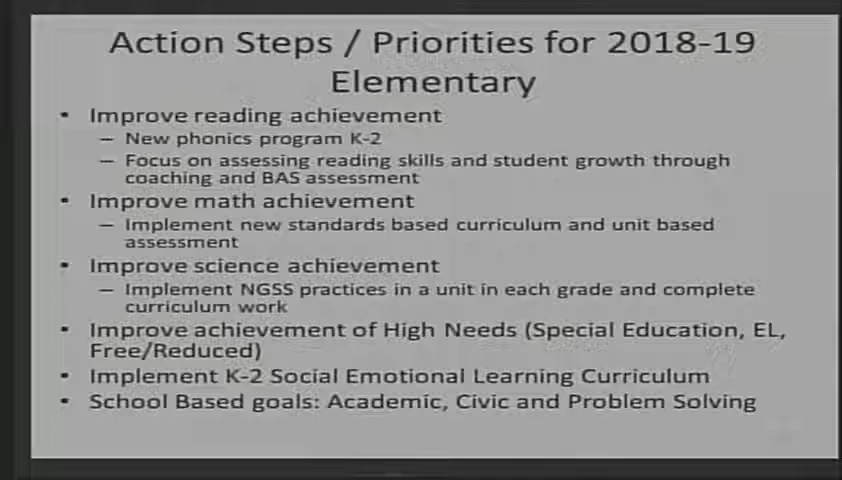 Action Steps / Priorities for 2018-19
Elementary
• Improve reading achievement
– New phonics program K-2
– Focus on assessing reading skills and student growth through
coaching and BAS assessment
• Improve math achievement
– Implement new standards based curriculum and unit based
assessment
• Improve science achievement
– Implement NGSS practices in a unit in each grade and complete
curriculum work
• Improve achievement of High Needs (Special Education, EL,
Free/Reduced)
• Implement K-2 Social Emotional Learning Curriculum
• School Based goals: Academic, Civic and Problem Solving